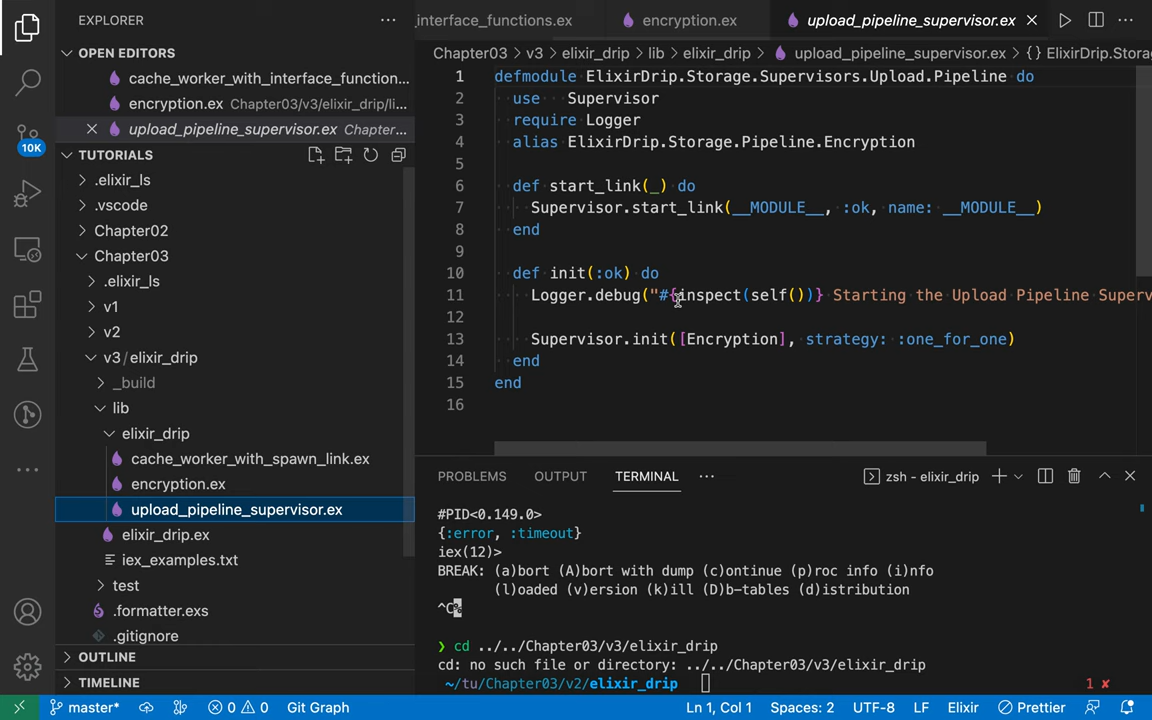 EXPLORER
OPEN EDITORS
cache_worker_with_interface_function...
encryption.ex Chapter03/v3/elixir_drip/li...
upload_pipeline_supervisor.ex Chapter...
TUTORIALS
.elixir_ls
.vscode
Chapter02
Chapter03
.elixir_ls
v1
v2
v3 / elixir_drip
_build
lib
elixir_drip
cache_worker_with_spawn_link.ex
encryption.ex
upload_pipeline_supervisor.ex
elixir_drip.ex
iex_examples.txt
test
.formatter.exs
.gitignore
OUTLINE
TIMELINE
10K
_interface_functions.ex encryption.ex upload_pipeline_supervisor.ex
Chapter03 > v3 > elixir_drip > lib > elixir_drip > upload_pipeline_supervisor.ex > {} ElixirDrip.Storag
1 defmodule ElixirDrip.Storage.Supervisors.Upload.Pipeline do
2 use Supervisor
3 require Logger
4 alias ElixirDrip.Storage.Pipeline.Encryption
5
6 def start_link(_) do
7 Supervisor.start_link(__MODULE__, :ok, name: __MODULE__)
8 end
9
10 def init(:ok) do
11 Logger.debug("#{inspect(self())} Starting the Upload Pipeline Superv
12
13 Supervisor.init([Encryption], strategy: :one_for_one)
14 end
15 end
16
PROBLEMS OUTPUT TERMINAL ... zsh - elixir_drip
#PID<0.149.0>
{:error, :timeout}
iex(12)>
BREAK: (a)bort (A)bort with dump (c)ontinue (p)roc info (i)nfo
(l)oaded (v)ersion (k)ill (D)b-tables (d)istribution
^C%
❯ cd ../../Chapter03/v3/elixir_drip
cd: no such file or directory: ../../Chapter03/v3/elixir_drip
~/tu/Chapter03/v2/elixir_drip 1 ✘
master* 0 0 Git Graph Ln 1, Col 1 Spaces: 2 UTF-8 LF Elixir Prettier